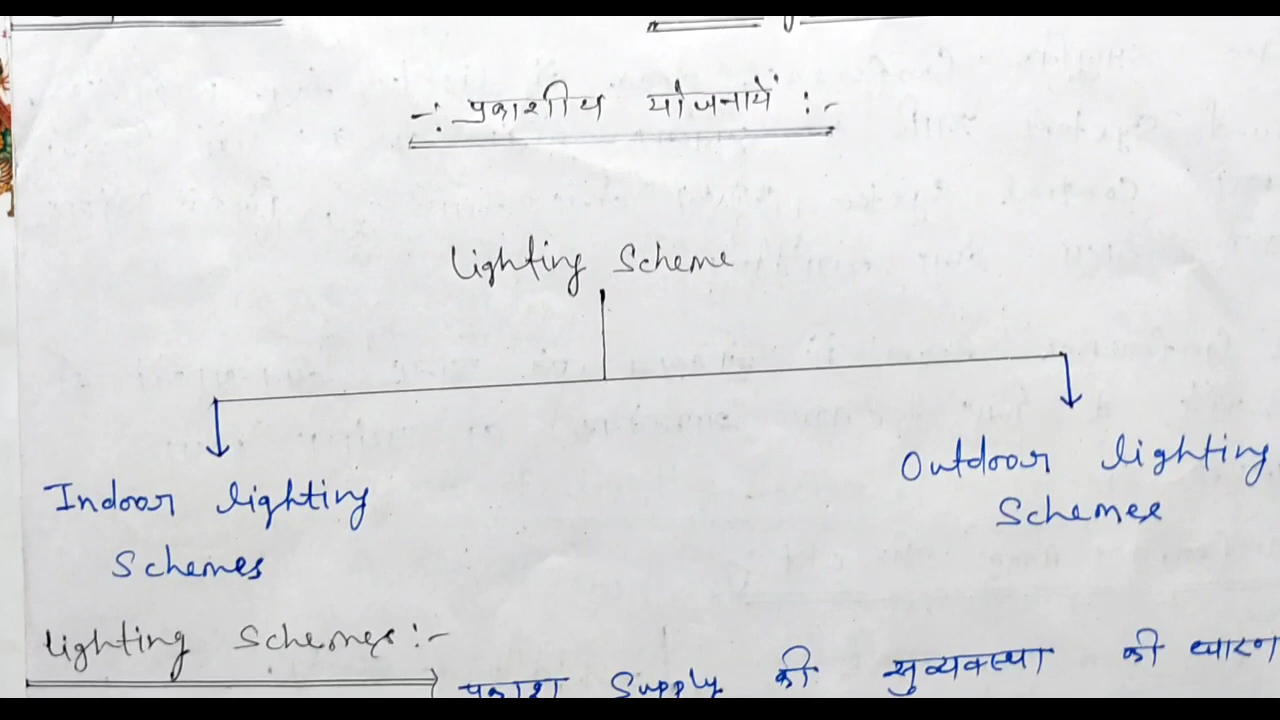 -: प्रकाशीय योजनायें :-
Lighting Scheme
Indoor lighting
Schemes
Outdoor lighting
Schemes
Lighting Schemes :-
प्रकाश Supply की सुव्यवस्था की धारणा